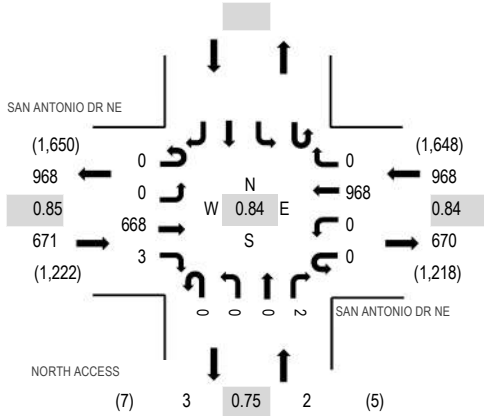 SAN ANTONIO DR NE
(1,650)
(1,648)
968
0
0
968
0
N
968
0.85
W 0.84 E
0
0.84
671
668
S
670
3
0
(1,222)
(1,218)
0 0 0 2
SAN ANTONIO DR NE
NORTH ACCESS
(7) 3 0.75 2 (5)